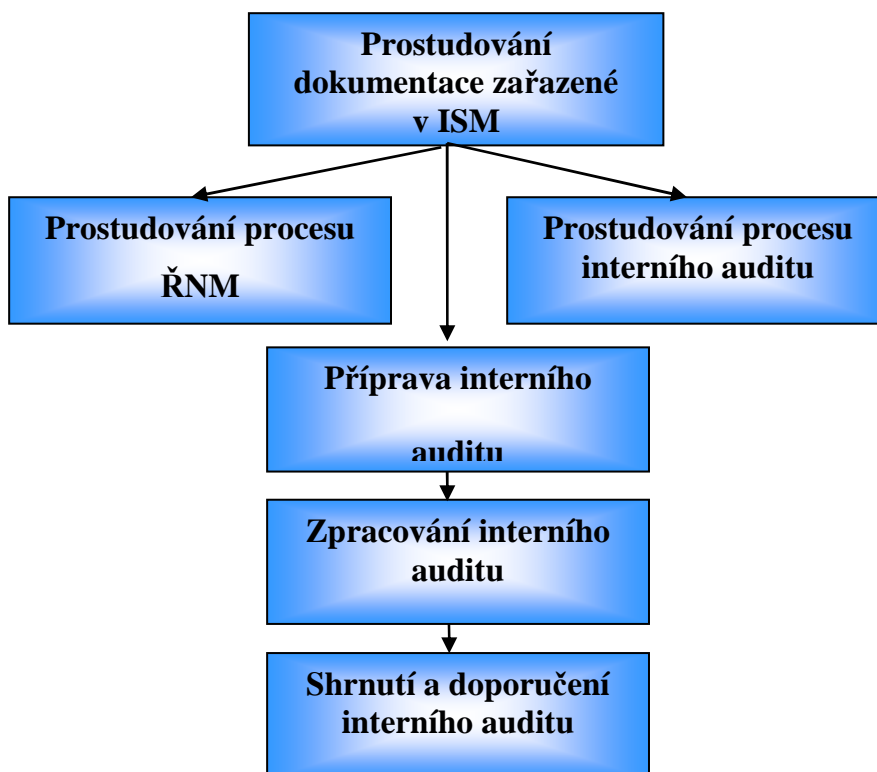 Prostudování
dokumentace zařazené
v ISM
Prostudování procesu
ŘNM
Prostudování procesu
interního auditu
Příprava interního
auditu
Zpracování interního
auditu
Shrnutí a doporučení
interního auditu